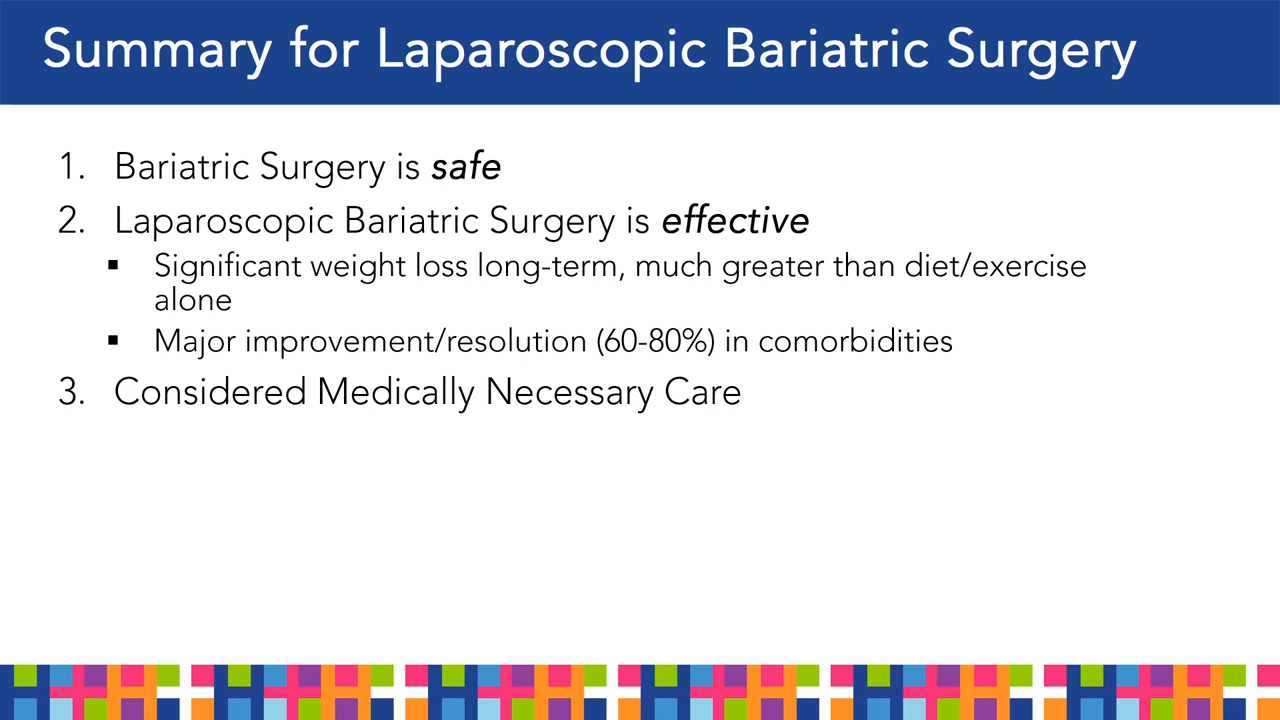 Summary for Laparoscopic Bariatric Surgery
1. Bariatric Surgery is safe
2. Laparoscopic Bariatric Surgery is effective
▪ Significant weight loss long-term, much greater than diet/exercise
alone
▪ Major improvement/resolution (60-80%) in comorbidities
3. Considered Medically Necessary Care